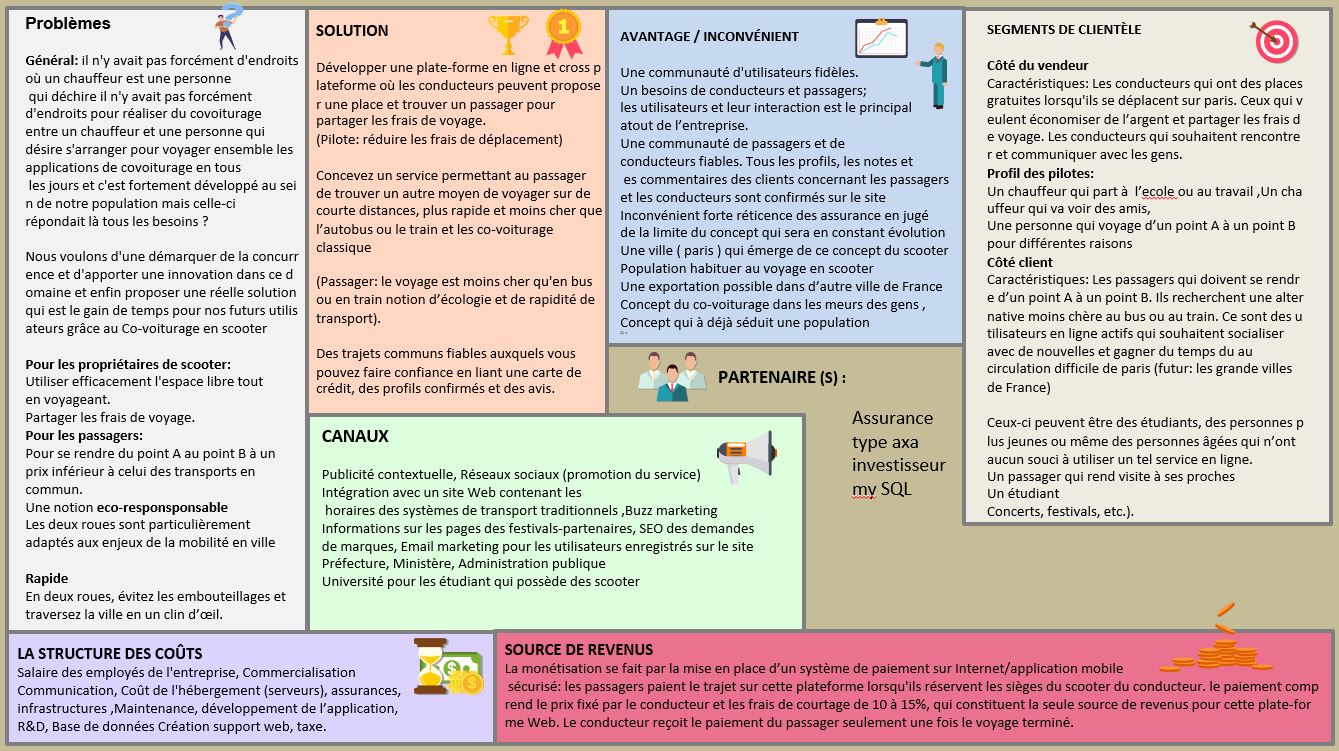 Problèmes
Général: il n'y avait pas forcément d'endroits
où un chauffeur est une personne
qui déchire il n'y avait pas forcément
d'endroits pour réaliser du covoiturage
entre un chauffeur et une personne qui
désire s'arranger pour voyager ensemble les
applications de covoiturage en tous
les jours et c'est fortement développé au sei
n de notre population mais celle-ci
répondait là tous les besoins ?
Nous voulons d'une démarquer de la concurr
ence et d'apporter une innovation dans ce d
omaine et enfin proposer une réelle solution
qui est le gain de temps pour nos futurs utilis
ateurs grâce au Co-voiturage en scooter
Pour les propriétaires de scooter:
Utiliser efficacement l'espace libre tout
en voyageant.
Partager les frais de voyage.
Pour les passagers:
Pour se rendre du point A au point B à un
prix inférieur à celui des transports en
commun.
Une notion eco-responsponsable
Les deux roues sont particulièrement
adaptés aux enjeux de la mobilité en ville
Rapide
En deux roues, évitez les embouteillages et
traversez la ville en un clin d’œil.
SOLUTION
Développer une plate-forme en ligne et cross p
lateforme où les conducteurs peuvent propose
r une place et trouver un passager pour
partager les frais de voyage.
(Pilote: réduire les frais de déplacement)
Concevez un service permettant au passager
de trouver un autre moyen de voyager sur de
courte distances, plus rapide et moins cher que
l’autobus ou le train et les co-voiturage
classique
(Passager: le voyage est moins cher qu'en bus
ou en train notion d’écologie et de rapidité de
transport).
Des trajets communs fiables auxquels vous
pouvez faire confiance en liant une carte de
crédit, des profils confirmés et des avis.
AVANTAGE / INCONVÉNIENT
Une communauté d'utilisateurs fidèles.
Un besoins de conducteurs et passagers;
les utilisateurs et leur interaction est le principal
atout de l’entreprise.
Une communauté de passagers et de
conducteurs fiables. Tous les profils, les notes et
es commentaires des clients concernant les passagers
et les conducteurs sont confirmés sur le site
Inconvénient forte réticence des assurance en jugé
de la limite du concept qui sera en constant évolution
Une ville ( paris ) qui émerge de ce concept du scooter
Population habituer au voyage en scooter
Une exportation possible dans d’autre ville de France
Concept du co-voiturage dans les meurs des gens ,
Concept qui à déjà séduit une population
SEGMENTS DE CLIENTÈLE
Côté du vendeur
Caractéristiques: Les conducteurs qui ont des places
gratuites lorsqu'ils se déplacent sur paris. Ceux qui v
eulent économiser de l’argent et partager les frais d
e voyage. Les conducteurs qui souhaitent rencontre
r et communiquer avec les gens.
Profil des pilotes:
Un chauffeur qui part à l’ecole ou au travail ,Un cha
uffeur qui va voir des amis,
Une personne qui voyage d’un point A à un point B
pour différentes raisons
Côté client
Caractéristiques: Les passagers qui doivent se rendr
e d’un point A à un point B. Ils recherchent une alter
native moins chère au bus ou au train. Ce sont des u
tilisateurs en ligne actifs qui souhaitent socialiser
avec de nouvelles et gagner du temps du au
circulation difficile de paris (futur: les grande villes
de France)
Ceux-ci peuvent être des étudiants, des personnes p
lus jeunes ou même des personnes âgées qui n’ont
aucun souci à utiliser un tel service en ligne.
Un passager qui rend visite à ses proches
Un étudiant
Concerts, festivals, etc.).
PARTENAIRE (S) :
Assurance
type axa
investisseur
my SQL
CANAUX
Publicité contextuelle, Réseaux sociaux (promotion du service)
Intégration avec un site Web contenant les
horaires des systèmes de transport traditionnels ,Buzz marketing
Informations sur les pages des festivals-partenaires, SEO des demandes
de marques, Email marketing pour les utilisateurs enregistrés sur le site
Préfecture, Ministère, Administration publique
Université pour les étudiant qui possède des scooter
LA STRUCTURE DES COÛTS
Salaire des employés de l'entreprise, Commercialisation
Communication, Coût de l'hébergement (serveurs), assurances,
infrastructures ,Maintenance, développement de l’application,
R&D, Base de données Création support web, taxe.
SOURCE DE REVENUS
La monétisation se fait par la mise en place d’un système de paiement sur Internet/application mobile
sécurisé: les passagers paient le trajet sur cette plateforme lorsqu'ils réservent les sièges du scooter du conducteur. le paiement comp
rend le prix fixé par le conducteur et les frais de courtage de 10 à 15%, qui constituent la seule source de revenus pour cette plate-for
me Web. Le conducteur reçoit le paiement du passager seulement une fois le voyage terminé.